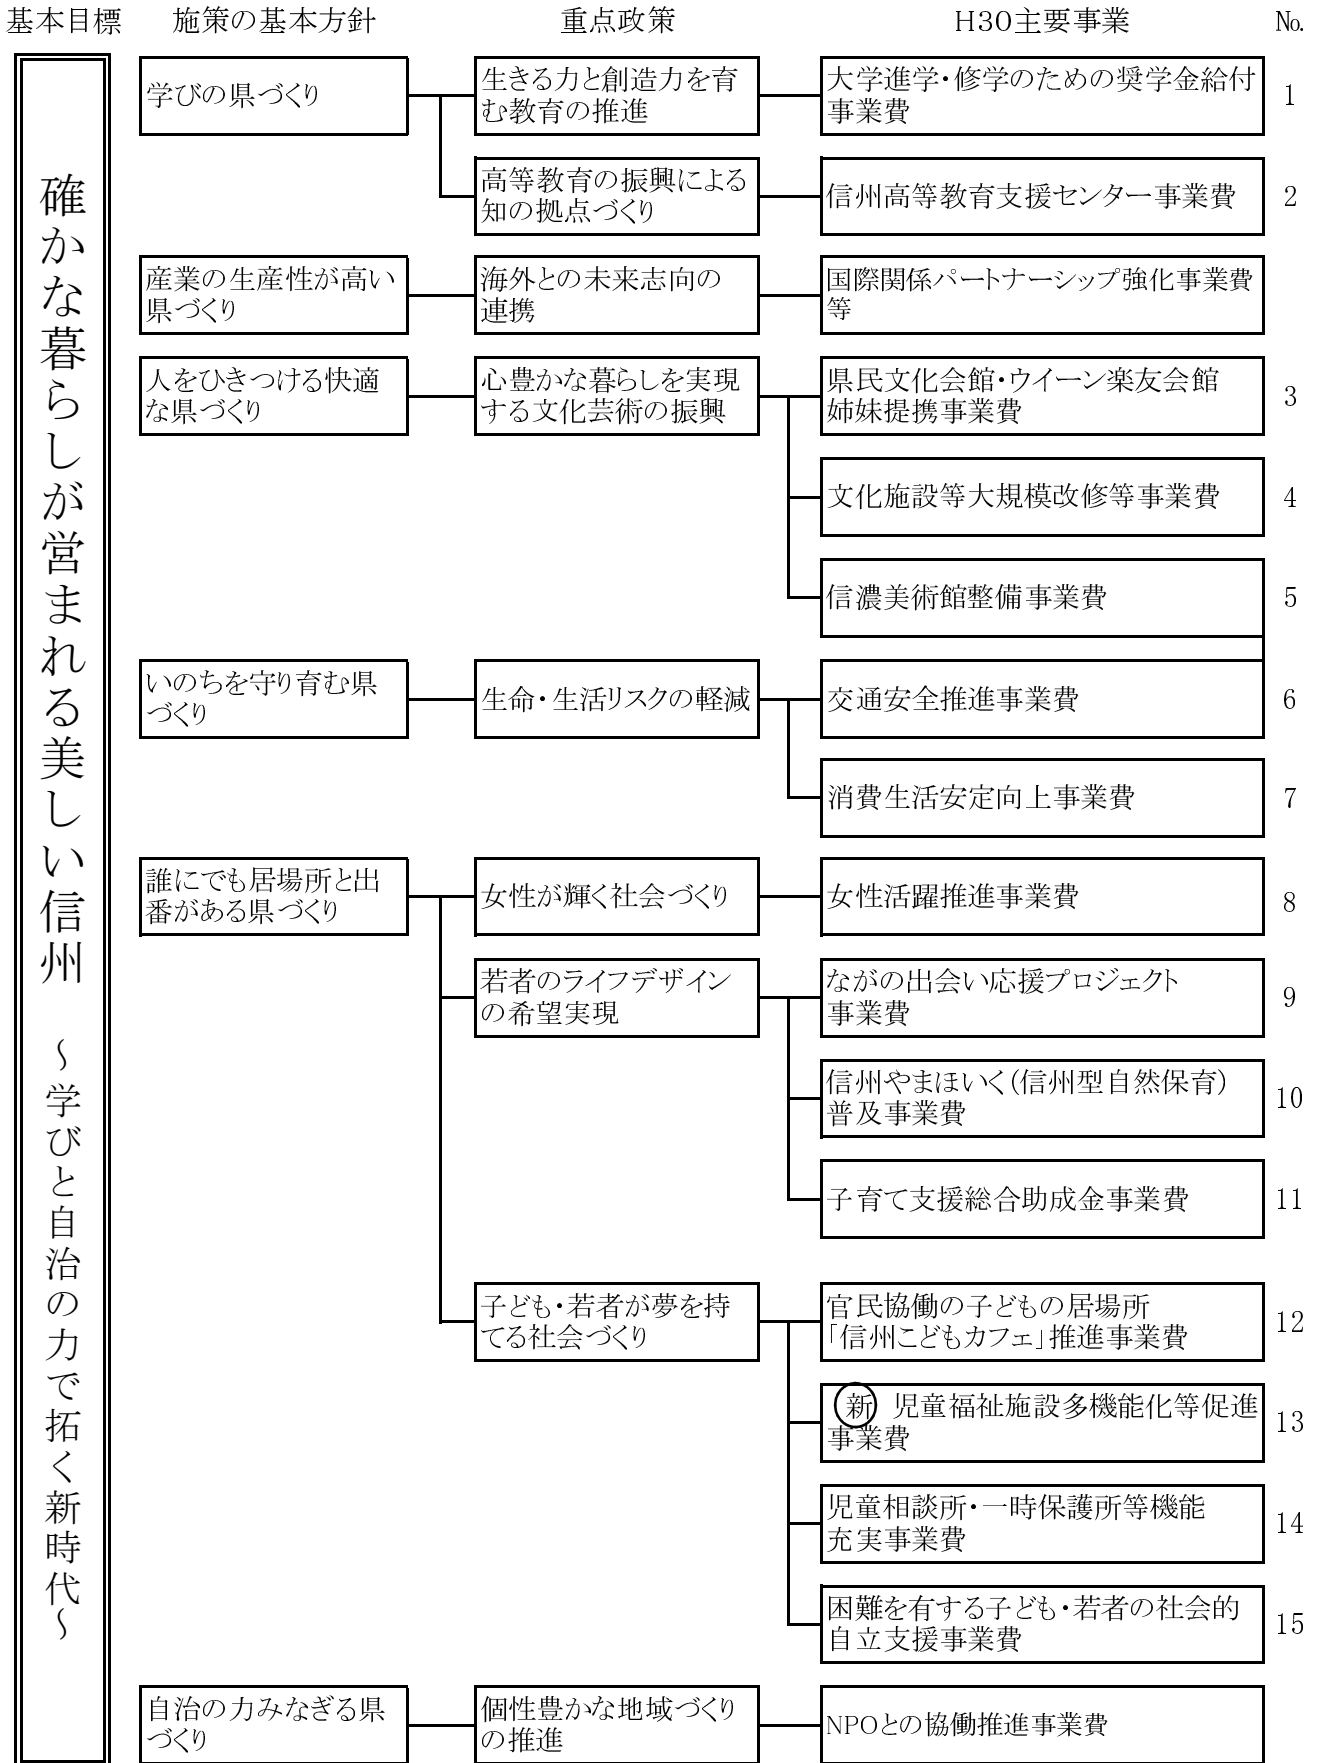 基本目標 施策の基本方針 重点政策 H30主要事業 №
確かな暮らしが営まれる美しい信州 ~学びと自治の力で拓く新時代~
学びの県づくり
生きる力と創造力を育
む教育の推進
大学進学・修学のための奨学金給付
事業費
1
高等教育の振興による
知の拠点づくり
信州高等教育支援センター事業費
2
産業の生産性が高い
県づくり
海外との未来志向の
連携
国際関係パートナーシップ強化事業費
等
人をひきつける快適
な県づくり
心豊かな暮らしを実現
する文化芸術の振興
県民文化会館・ウイーン楽友会館
姉妹提携事業費
3
文化施設等大規模改修等事業費
4
信濃美術館整備事業費
5
いのちを守り育む県
づくり
生命・生活リスクの軽減
交通安全推進事業費
6
消費生活安定向上事業費
7
誰にでも居場所と出
番がある県づくり
女性が輝く社会づくり
女性活躍推進事業費
8
若者のライフデザイン
の希望実現
ながの出会い応援プロジェクト
事業費
9
信州やまほいく(信州型自然保育)
普及事業費
10
子育て支援総合助成金事業費
11
子ども・若者が夢を持
てる社会づくり
官民協働の子どもの居場所
「信州こどもカフェ」推進事業費
12
新 児童福祉施設多機能化等促進
事業費
13
児童相談所・一時保護所等機能
充実事業費
14
困難を有する子ども・若者の社会的
自立支援事業費
15
自治の力みなぎる県
づくり
個性豊かな地域づくり
の推進
NPOとの協働推進事業費